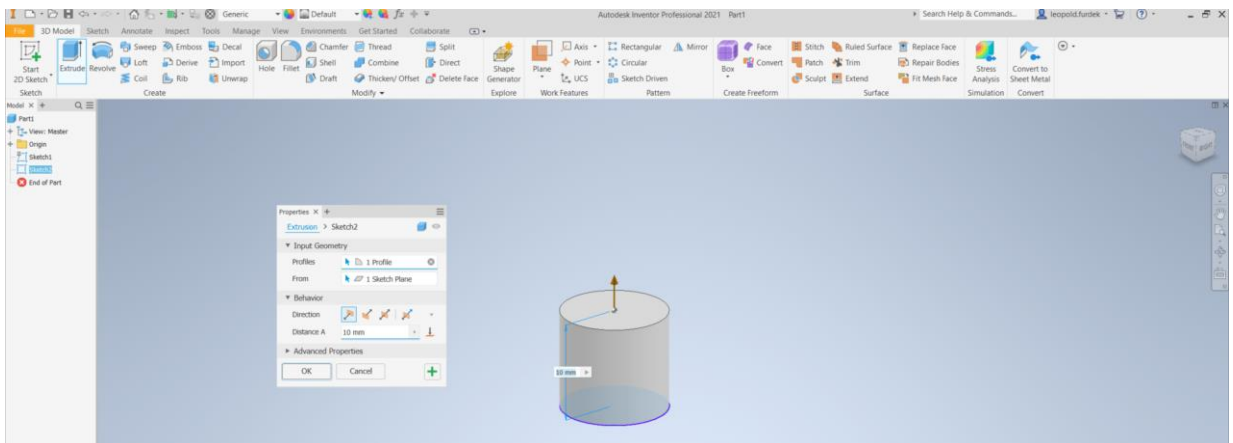 Generic Default fx Autodesk Inventor Professional 2021 Part1 Search Help & Commands... leopold.furdek
File 3D Model Sketch Annotate Inspect Tools Manage View Environments Get Started Collaborate
Sweep Emboss Decal Chamfer Thread Split Axis Rectangular Mirror Face Stitch Ruled Surface Replace Face
Start 2D Sketch Extrude Revolve Loft Derive Import Hole Fillet Shell Combine Direct Shape Generator Plane Point Circular Box Convert Patch Trim Repair Bodies Stress Analysis Convert to Sheet Metal
Coil Rib Unwrap Draft Thicken/ Offset Delete Face UCS Sketch Driven Sculpt Extend Fit Mesh Face
Sketch Create Modify Explore Work Features Pattern Create Freeform Surface Simulation Convert
Model
Part1
View: Master
Origin
Sketch1
Sketch2
End of Part
Properties
Extrusion > Sketch2
Input Geometry
Profiles 1 Profile
From 1 Sketch Plane
Behavior
Direction
Distance A 10 mm
Advanced Properties
OK Cancel
10 mm